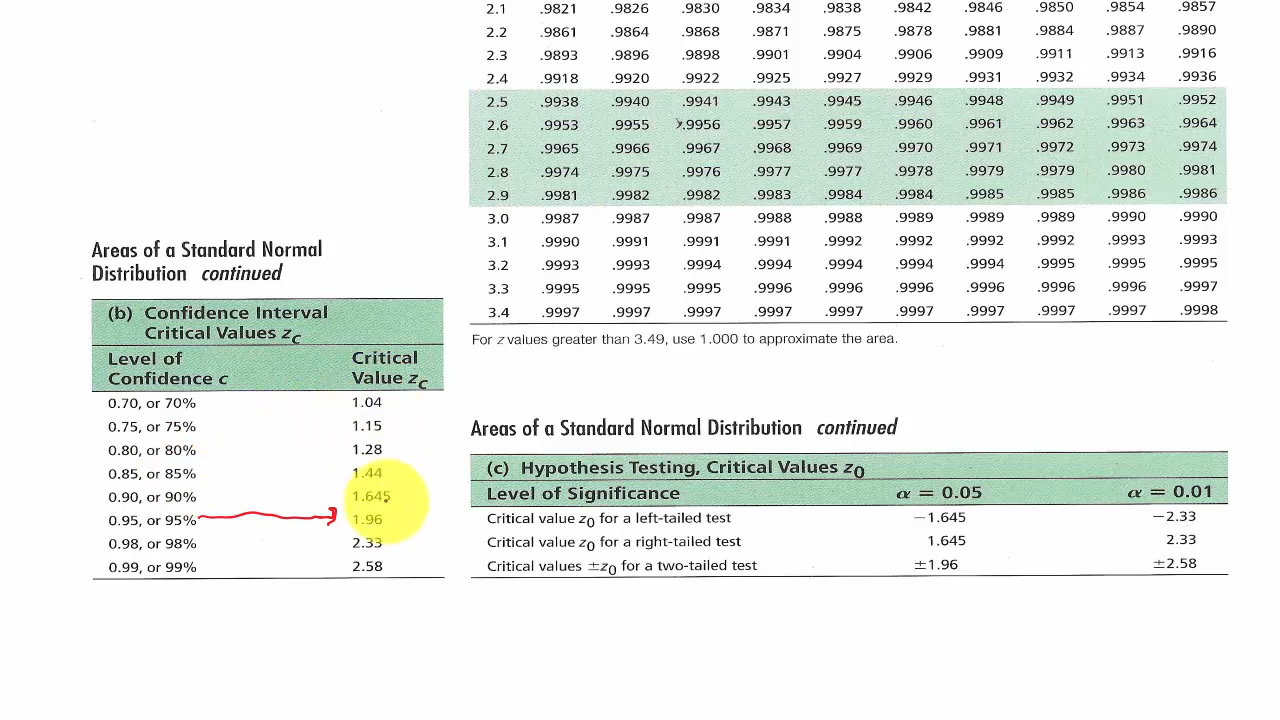 2.1 .9821 .9826 .9830 .9834 .9838 .9842 .9846 .9850 .9854 .9857
2.2 .9861 .9864 .9868 .9871 .9875 .9878 .9881 .9884 .9887 .9890
2.3 .9893 .9896 .9898 .9901 .9904 .9906 .9909 .9911 .9913 .9916
2.4 .9918 .9920 .9922 .9925 .9927 .9929 .9931 .9932 .9934 .9936
2.5 .9938 .9940 .9941 .9943 .9945 .9946 .9948 .9949 .9951 .9952
2.6 .9953 .9955 .9956 .9957 .9959 .9960 .9961 .9962 .9963 .9964
2.7 .9965 .9966 .9967 .9968 .9969 .9970 .9971 .9972 .9973 .9974
2.8 .9974 .9975 .9976 .9977 .9977 .9978 .9979 .9979 .9980 .9981
2.9 .9981 .9982 .9982 .9983 .9984 .9984 .9985 .9985 .9986 .9986
3.0 .9987 .9987 .9987 .9988 .9988 .9989 .9989 .9989 .9990 .9990
3.1 .9990 .9991 .9991 .9991 .9992 .9992 .9992 .9992 .9993 .9993
3.2 .9993 .9993 .9994 .9994 .9994 .9994 .9994 .9995 .9995 .9995
3.3 .9995 .9995 .9995 .9996 .9996 .9996 .9996 .9996 .9996 .9997
3.4 .9997 .9997 .9997 .9997 .9997 .9997 .9997 .9997 .9997 .9998
For z values greater than 3.49, use 1.000 to approximate the area.
Areas of a Standard Normal
Distribution continued
(b) Confidence Interval
Critical Values zc
Level of Critical
Confidence c Value zc
0.70, or 70% 1.04
0.75, or 75% 1.15
0.80, or 80% 1.28
0.85, or 85% 1.44
0.90, or 90% 1.645
0.95, or 95% 1.96
0.98, or 98% 2.33
0.99, or 99% 2.58
Areas of a Standard Normal Distribution continued
(c) Hypothesis Testing, Critical Values z0
Level of Significance α = 0.05 α = 0.01
Critical value z0 for a left-tailed test −1.645 −2.33
Critical value z0 for a right-tailed test 1.645 2.33
Critical values ±z0 for a two-tailed test ±1.96 ±2.58